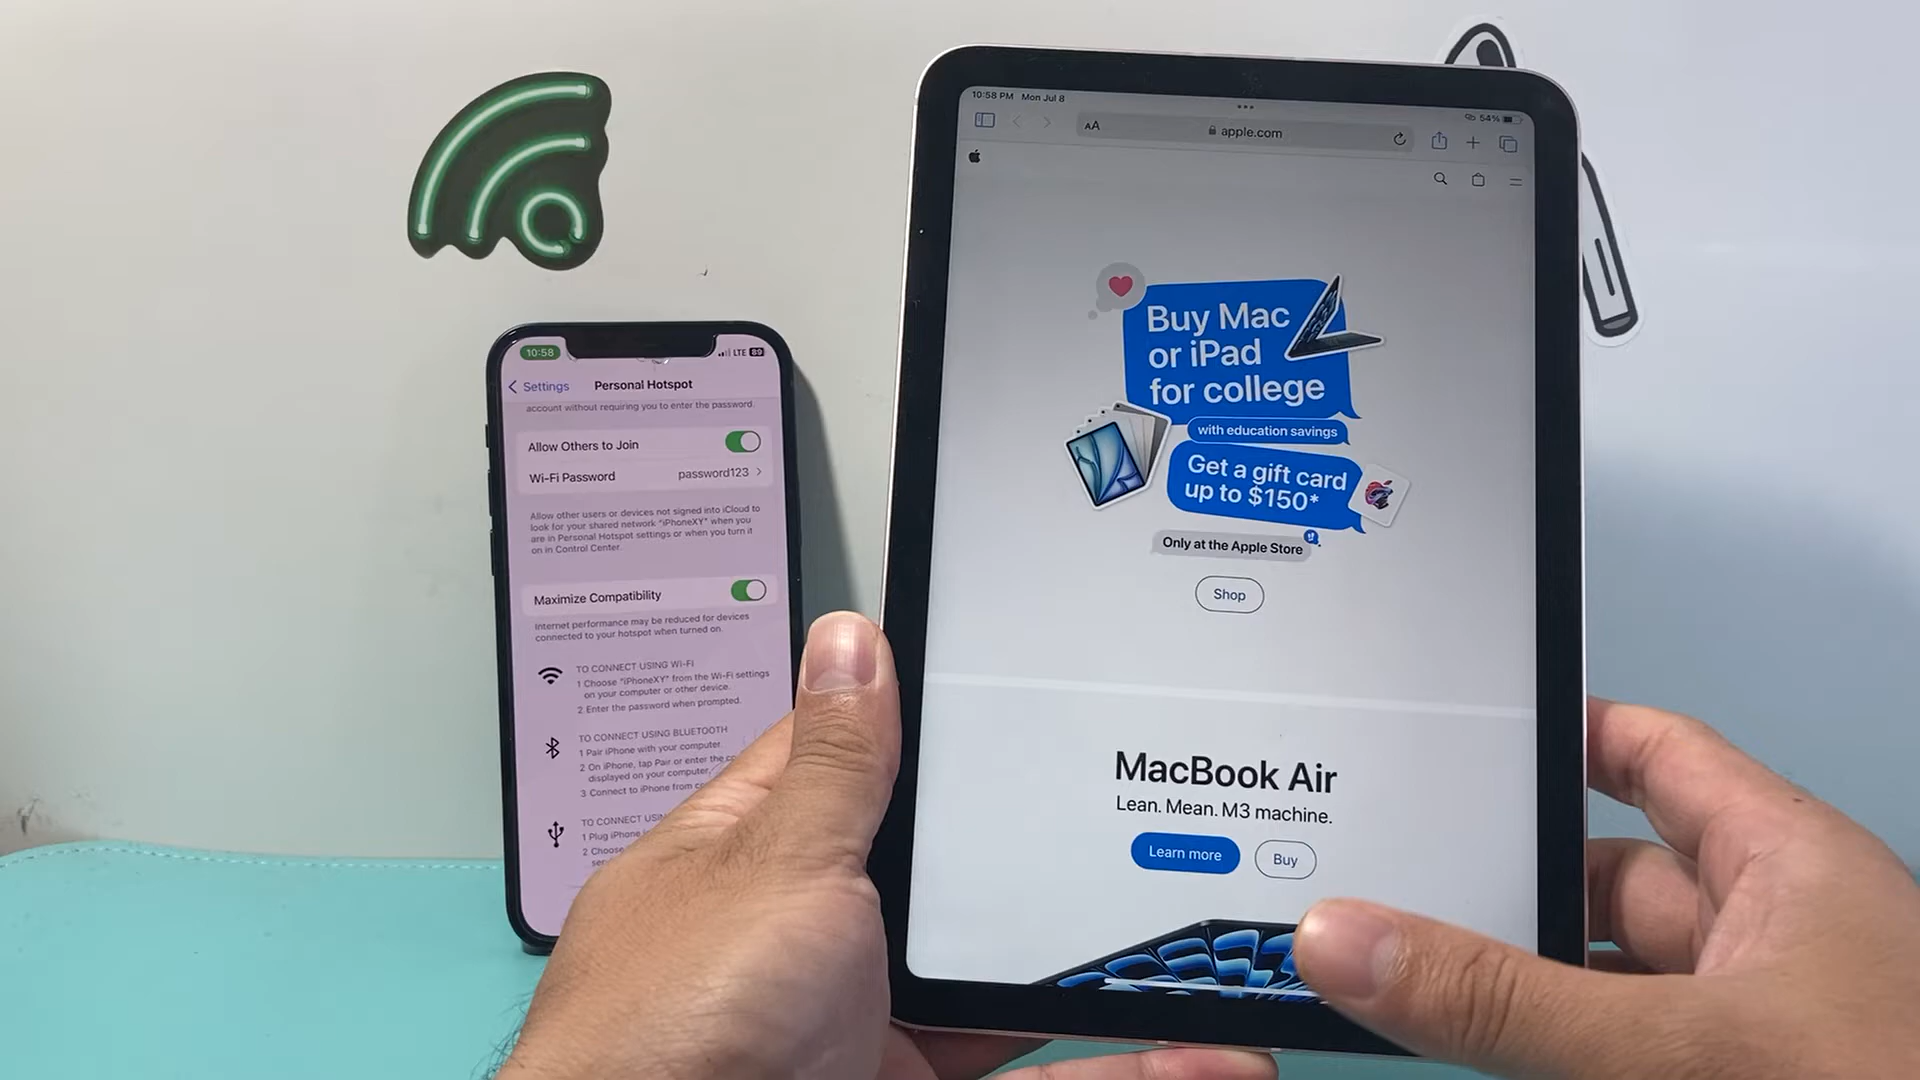 10:58
LTE 89
Settings
Personal Hotspot
account without requiring you to enter the password.
Allow Others to Join
Wi-Fi Password password123
Allow other users or devices not signed into iCloud to
look for your shared network "iPhoneXY" when you
are in Personal Hotspot settings or when you turn it
on in Control Center.
Maximize Compatibility
Internet performance may be reduced for devices
connected to your hotspot when turned on.
TO CONNECT USING WI-FI
1 Choose "iPhoneXY" from the Wi-Fi settings
on your computer or other device.
2 Enter the password when prompted.
TO CONNECT USING BLUETOOTH
1 Pair iPhone with your computer.
2 On iPhone, tap Pair or enter the
displayed on your computer.
3 Connect to iPhone from
TO CONNECT
1 Plug iPhone
2 Choose
10:58 PM Mon Jul 8
54%
AA
apple.com
Buy Mac
or iPad
for college
with education savings
Get a gift card
up to $150*
Only at the Apple Store
Shop
MacBook Air
Lean. Mean. M3 machine.
Learn more
Buy